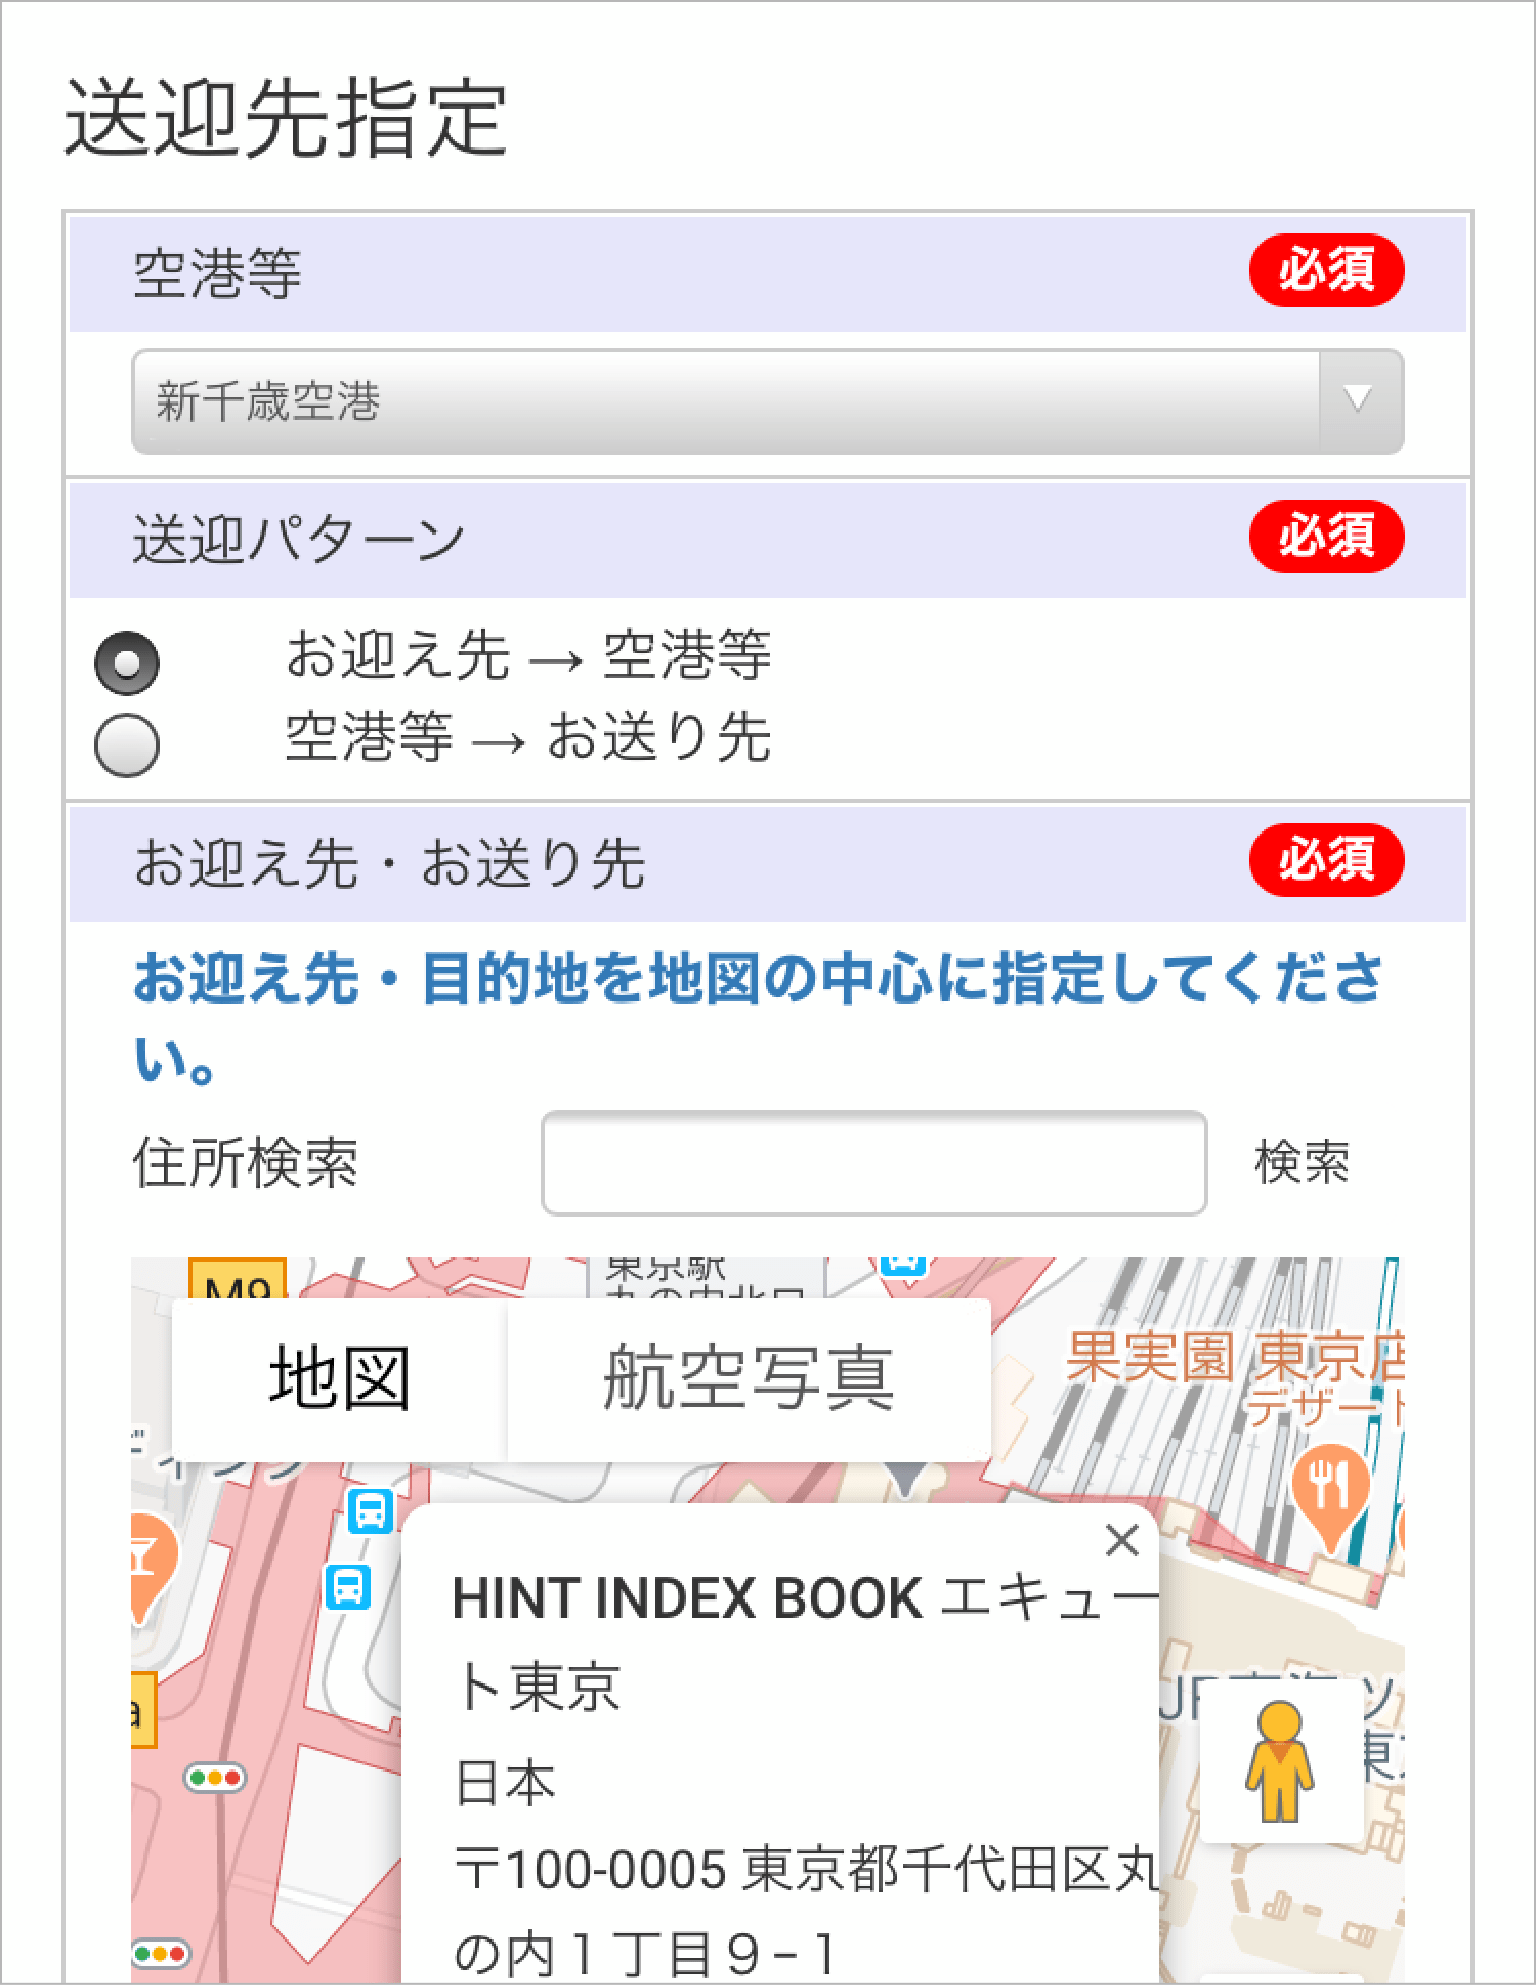 送迎先指定
空港等
必須
新千歳空港
送迎パターン
必須
お迎え先 → 空港等
空港等 → お送り先
お迎え先・お送り先
必須
お迎え先・目的地を地図の中心に指定してくださ
い。
住所検索
検索
M9
東京駅
丸の内北口
地図
航空写真
果実園 東京店
デザート
HINT INDEX BOOK エキュー
ト東京
日本
〒100-0005 東京都千代田区丸
の内１丁目９−１